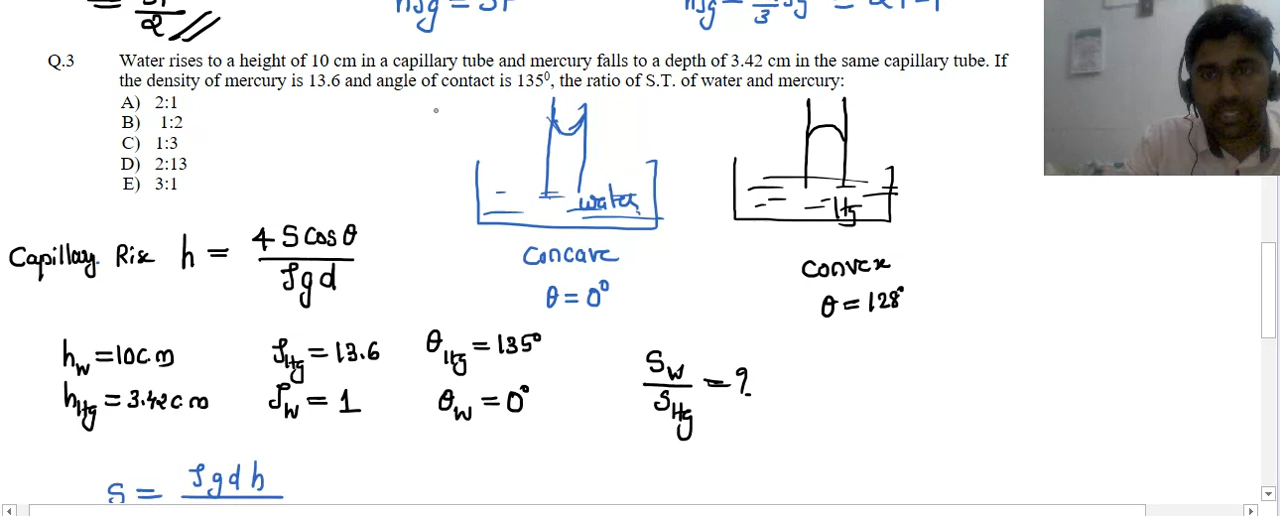 2
Q.3 Water rises to a height of 10 cm in a capillary tube and mercury falls to a depth of 3.42 cm in the same capillary tube. If
the density of mercury is 13.6 and angle of contact is 135⁰, the ratio of S.T. of water and mercury:
A) 2:1
B) 1:2
C) 1:3
D) 2:13
E) 3:1
water
Hg
Capillary Rise h = 4 S Cos θ / ρ g d
Concave
θ = 0°
Convex
θ = 128°
h_w = 10 c.m ρ_Hg = 13.6 θ_Hg = 135°
h_Hg = 3.42 c m ρ_w = 1 θ_w = 0°
S_w / S_Hg = ?
S = ρ g d h